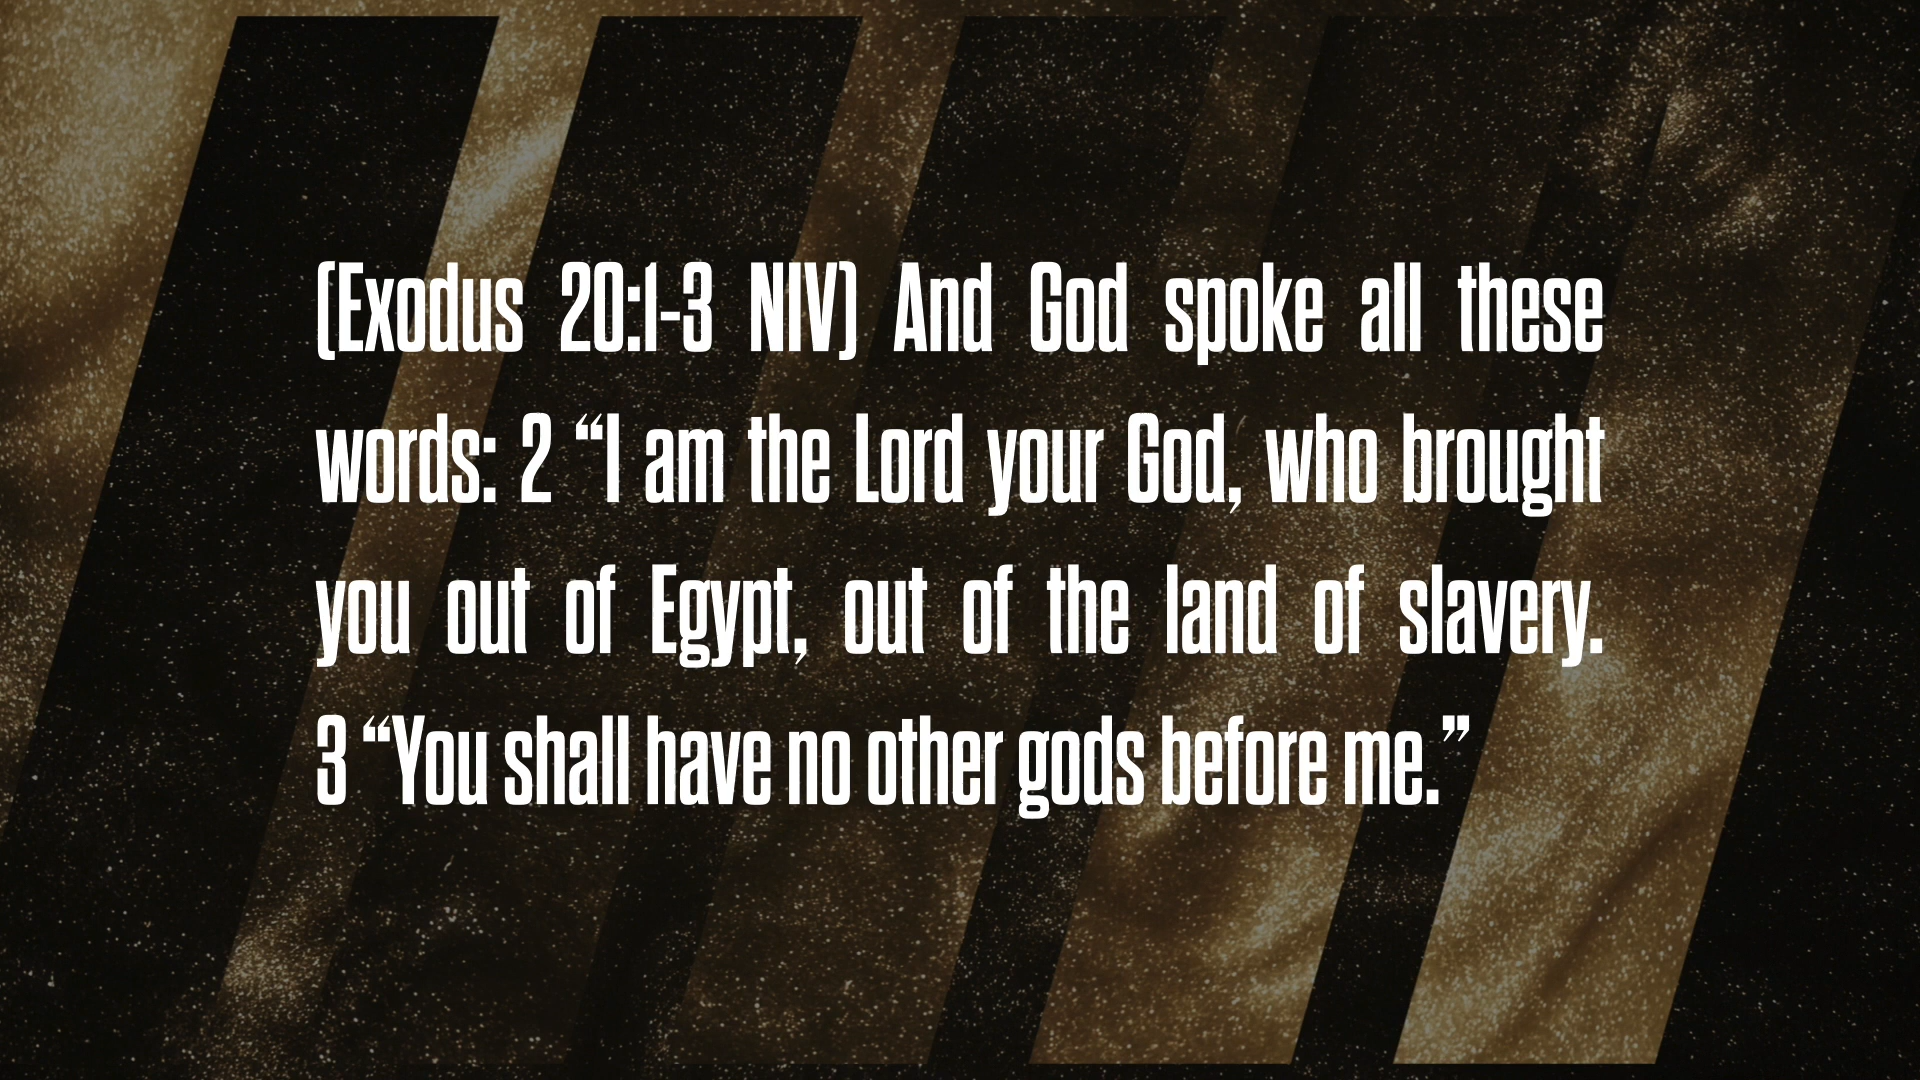 (Exodus 20:1-3 NIV) And God spoke all these
words: 2 “I am the Lord your God, who brought
you out of Egypt, out of the land of slavery.
3 “You shall have no other gods before me.”